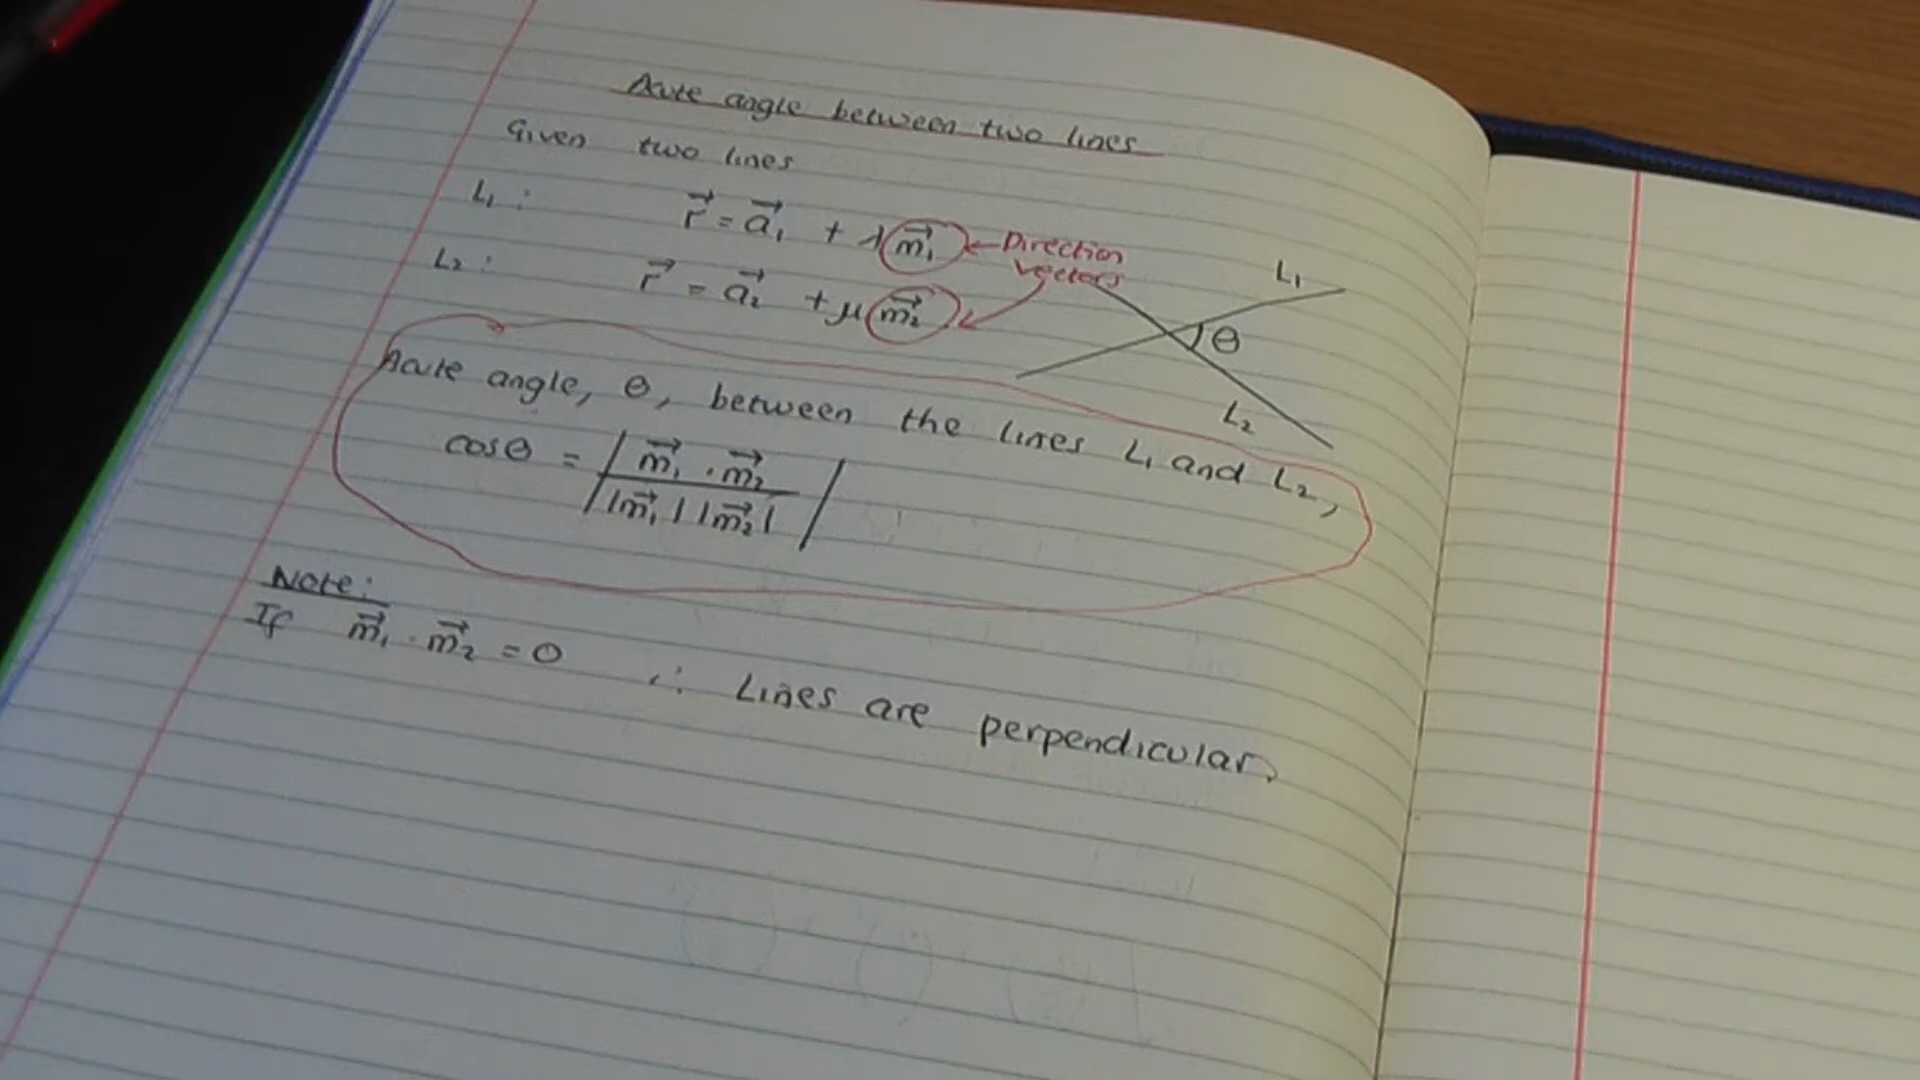 Acute angle between two lines
Given two lines
L₁ : r⃗ = a⃗₁ + λ m⃗₁ ← Direction vectors
L₂ : r⃗ = a⃗₂ + μ m⃗₂
L₁
θ
L₂
Acute angle, θ, between the lines L₁ and L₂,
cosθ = | m⃗₁ . m⃗₂ / |m⃗₁| |m⃗₂| |
Note:
If m⃗₁ . m⃗₂ = 0 ∴ Lines are perpendicular.